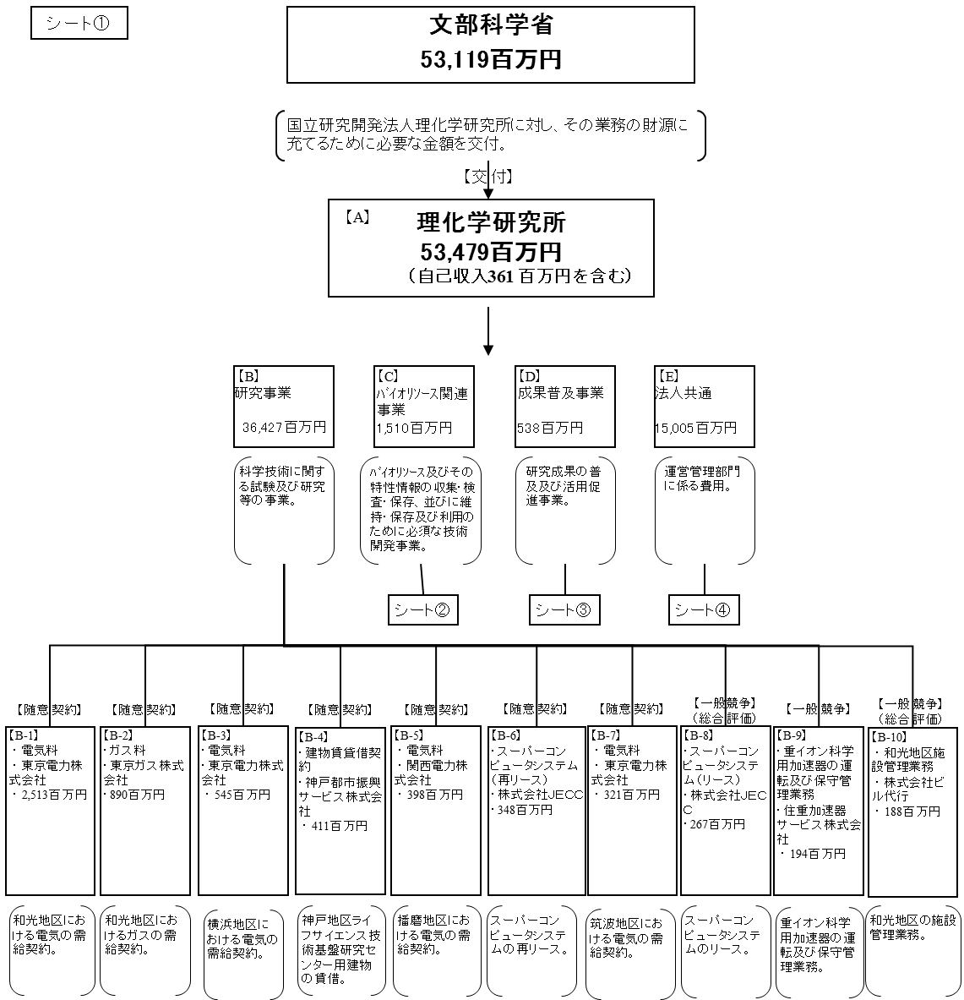 シート①
文部科学省
53,119百万円
国立研究開発法人理化学研究所に対し、その業務の財源に
充てるために必要な金額を交付。
【交付】
【A】
理化学研究所
53,479百万円
（自己収入361 百万円を含む）
【B】
研究事業
36,427百万円
【C】
ﾊﾞｲｵﾘｿｰｽ関連
事業
1,510百万円
【D】
成果普及事業
538百万円
【E】
法人共通
15,005百万円
科学技術に関す
る試験及び研究
等の事業。
ﾊﾞｲｵﾘｿｰｽ及びその
特性情報の収集・検
査・保存、並びに維
持・保存及び利用の
ために必須な技術
開発事業。
研究成果の普
及及び活用促
進事業。
運営管理部門
に係る費用。
シート②
シート③
シート④
【随意契約】
【B-1】
・電気料
・東京電力株
式会社
・2,513百万円
和光地区にお
ける電気の需
給契約。
【随意契約】
【B-2】
・ガス料
・東京ガス株式
会社
・890百万円
和光地区にお
けるガスの需
給契約。
【随意契約】
【B-3】
・電気料
・東京電力株式
会社
・545百万円
横浜地区に
おける電気の
需給契約。
【随意契約】
【B-4】
・建物賃貸借契
約
・神戸都市振興
サービス株式会
社
・411百万円
神戸地区ライ
フサイエンス技
術基盤研究セ
ンター用建物
の賃借。
【随意契約】
【B-5】
・電気料
・関西電力株
式会社
・398百万円
播磨地区にお
ける電気の需
給契約。
【随意契約】
【B-6】
・スーパーコン
ピュータシステム
（再リース）
・株式会社JECC
・348百万円
スーパーコン
ピュータシステ
ムの再リース。
【随意契約】
【B-7】
・電気料
・東京電力株
式会社
・321百万円
筑波地区にお
ける電気の需
給契約。
【一般競争】
（総合評価）
【B-8】
・スーパーコン
ピュータシステ
ム（リース）
・株式会社JEC
C
・267百万円
スーパーコン
ピュータシステ
ムのリース。
【一般競争】
【B-9】
・重イオン科学
用加速器の運
転及び保守管
理業務
・住重加速器
サービス株式会
社
・194百万円
重イオン科学
用加速器の運
転及び保守管
理業務。
【一般競争】
（総合評価）
【B-10】
・和光地区施
設管理業務
・株式会社ビ
ル代行
・188百万円
和光地区の施設
管理業務。